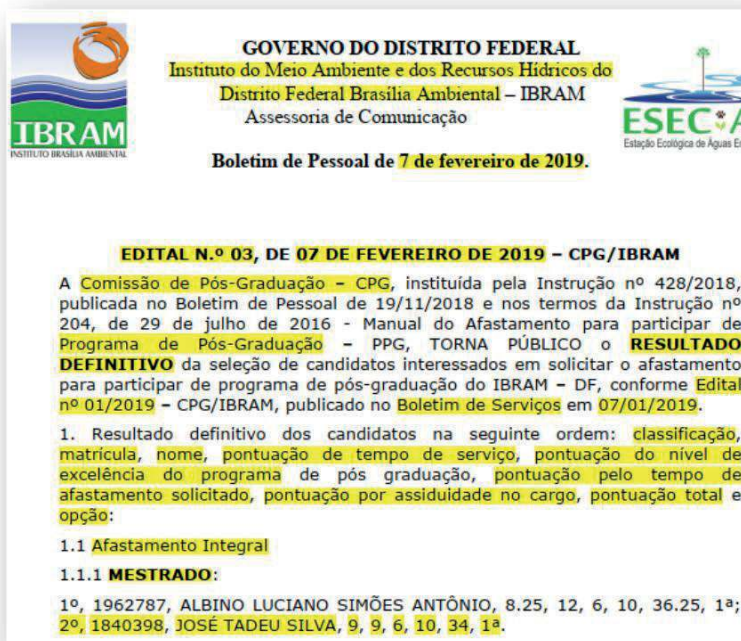 GOVERNO DO DISTRITO FEDERAL
Instituto do Meio Ambiente e dos Recursos Hídricos do
Distrito Federal Brasília Ambiental – IBRAM
Assessoria de Comunicação
IBRAM
INSTITUTO BRASÍLIA AMBIENTAL
ESEC
Estação Ecológica de Águas
Boletim de Pessoal de 7 de fevereiro de 2019.
EDITAL N.º 03, DE 07 DE FEVEREIRO DE 2019 – CPG/IBRAM
A Comissão de Pós-Graduação – CPG, instituída pela Instrução nº 428/2018,
publicada no Boletim de Pessoal de 19/11/2018 e nos termos da Instrução nº
204, de 29 de julho de 2016 - Manual do Afastamento para participar de
Programa de Pós-Graduação – PPG, TORNA PÚBLICO o RESULTADO
DEFINITIVO da seleção de candidatos interessados em solicitar o afastamento
para participar de programa de pós-graduação do IBRAM – DF, conforme Edital
nº 01/2019 – CPG/IBRAM, publicado no Boletim de Serviços em 07/01/2019.
1. Resultado definitivo dos candidatos na seguinte ordem: classificação,
matrícula, nome, pontuação de tempo de serviço, pontuação do nível de
excelência do programa de pós graduação, pontuação pelo tempo de
afastamento solicitado, pontuação por assiduidade no cargo, pontuação total e
opção:
1.1 Afastamento Integral
1.1.1 MESTRADO:
1º, 1962787, ALBINO LUCIANO SIMÕES ANTÔNIO, 8.25, 12, 6, 10, 36.25, 1ª;
2º, 1840398, JOSÉ TADEU SILVA, 9, 9, 6, 10, 34, 1ª.